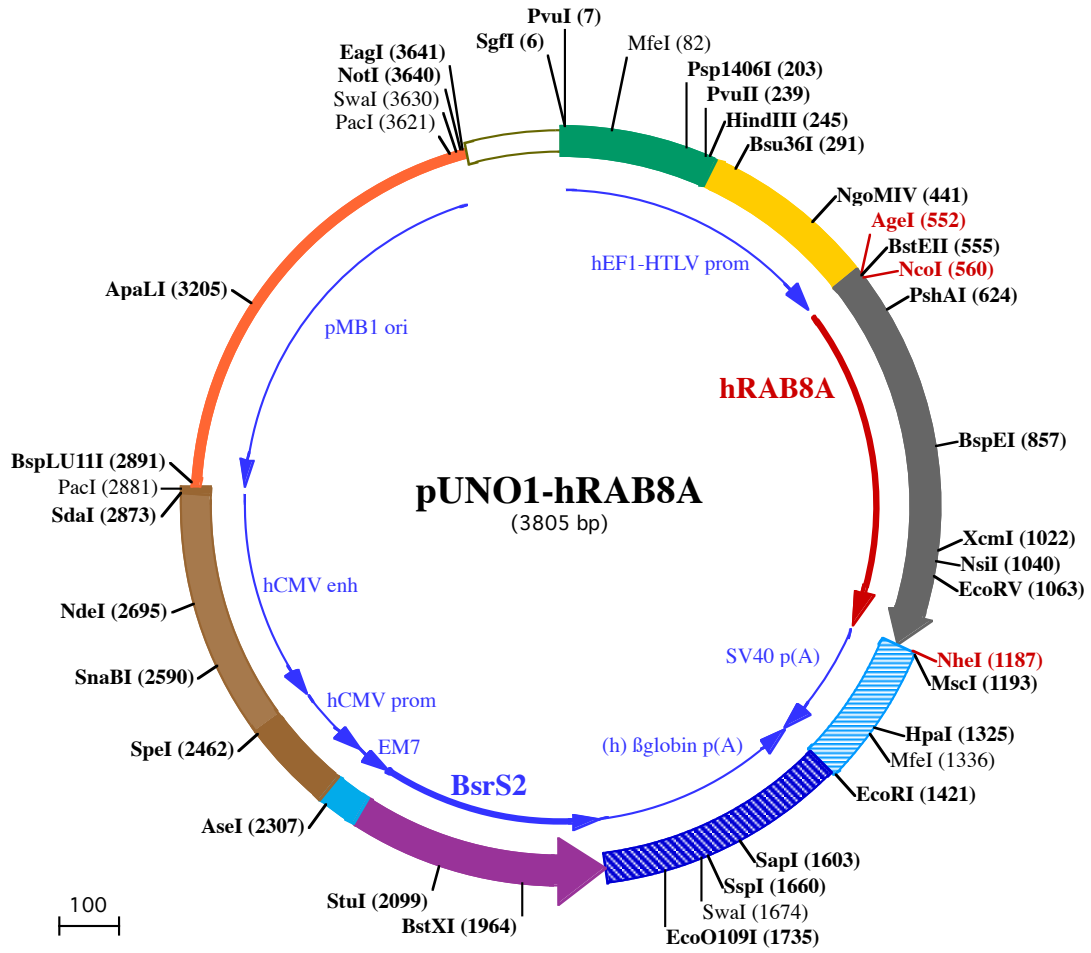 PvuI (7)
SgfI (6)
MfeI (82)
EagI (3641)
NotI (3640)
SwaI (3630)
PacI (3621)
Psp1406I (203)
PvuII (239)
HindIII (245)
Bsu36I (291)
NgoMIV (441)
AgeI (552)
BstEII (555)
NcoI (560)
PshAI (624)
hEF1-HTLV prom
ApaLI (3205)
pMB1 ori
hRAB8A
BspEI (857)
BspLU11I (2891)
PacI (2881)
SdaI (2873)
pUNO1-hRAB8A
(3805 bp)
XcmI (1022)
NsiI (1040)
EcoRV (1063)
hCMV enh
NdeI (2695)
SnaBI (2590)
SV40 p(A)
NheI (1187)
MscI (1193)
hCMV prom
SpeI (2462)
EM7
(h) ßglobin p(A)
HpaI (1325)
MfeI (1336)
BsrS2
EcoRI (1421)
AseI (2307)
SapI (1603)
SspI (1660)
SwaI (1674)
EcoO109I (1735)
StuI (2099)
BstXI (1964)
100